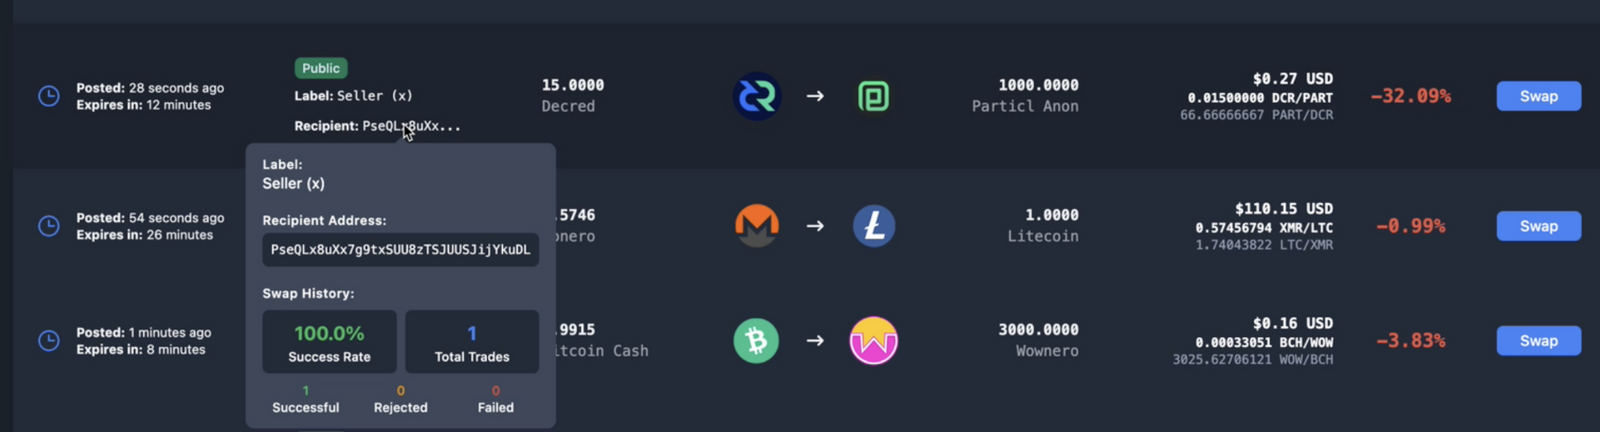 Posted: 28 seconds ago
Expires in: 12 minutes
Public
Label: Seller (x)
Recipient: PseQLx8uXx...
15.0000
Decred
1000.0000
Particl Anon
$0.27 USD
0.01500000 DCR/PART
66.66666667 PART/DCR
-32.09%
Swap
Label:
Seller (x)
Recipient Address:
PseQLx8uXx7g9txSUU8zTSJUUSJijYkuDL
Swap History:
100.0%
Success Rate
1
Total Trades
1
Successful
0
Rejected
0
Failed
Posted: 54 seconds ago
Expires in: 26 minutes
.5746
onero
1.0000
Litecoin
$110.15 USD
0.57456794 XMR/LTC
1.74043822 LTC/XMR
-0.99%
Swap
Posted: 1 minutes ago
Expires in: 8 minutes
.9915
itcoin Cash
3000.0000
Wownero
$0.16 USD
0.00033051 BCH/WOW
3025.62706121 WOW/BCH
-3.83%
Swap